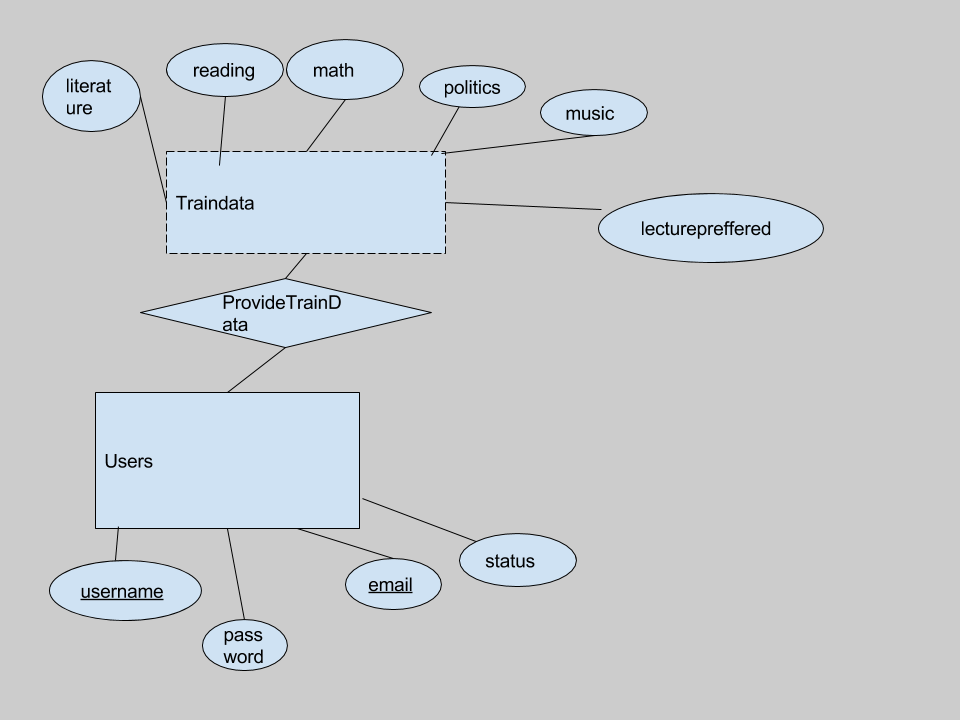 literat
ure
reading
math
politics
music
Traindata
lecturepreffered
ProvideTrainD
ata
Users
username
pass
word
email
status